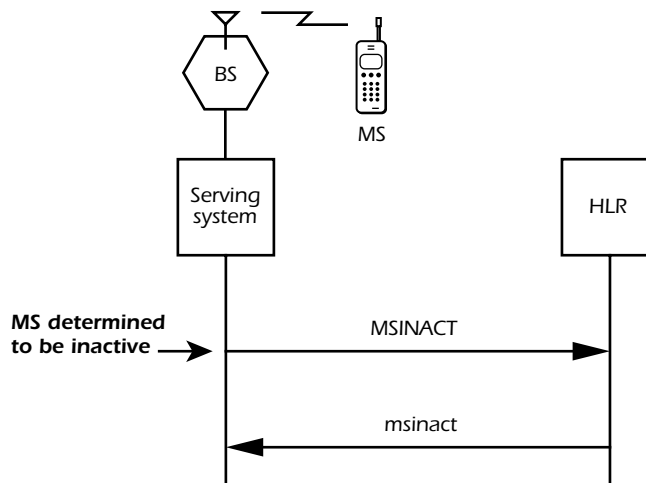 BS
MS
Serving
system
HLR
MS determined
to be inactive
MSINACT
msinact